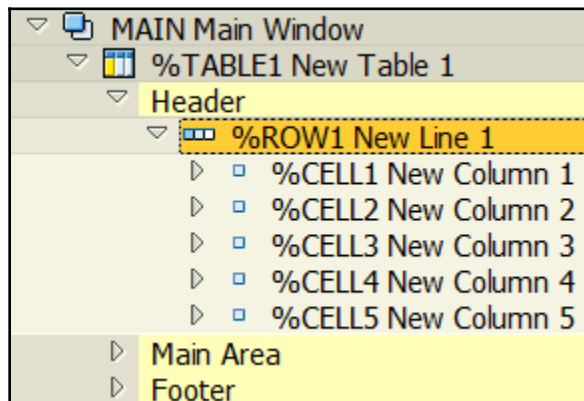 MAIN Main Window
%TABLE1 New Table 1
Header
%ROW1 New Line 1
%CELL1 New Column 1
%CELL2 New Column 2
%CELL3 New Column 3
%CELL4 New Column 4
%CELL5 New Column 5
Main Area
Footer